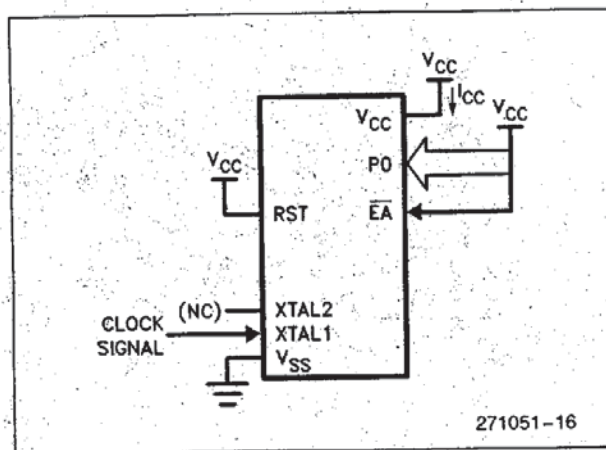 VCC
ICC
VCC
VCC
P0
VCC
RST
EA
(NC)
XTAL2
CLOCK
SIGNAL
XTAL1
VSS
271051-16